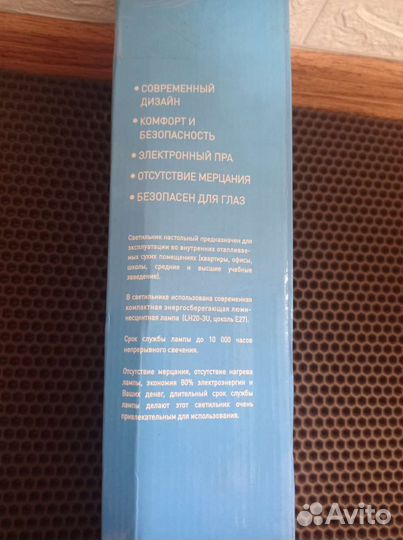 • СОВРЕМЕННЫЙ
ДИЗАЙН
• КОМФОРТ И
БЕЗОПАСНОСТЬ
• ЭЛЕКТРОННЫЙ ПРА
• ОТСУТСТВИЕ МЕРЦАНИЯ
• БЕЗОПАСЕН ДЛЯ ГЛАЗ
Светильник настольный предназначен для
эксплуатации во внутренних отапливае-
мых сухих помещениях (квартиры, офисы,
школы, средние и высшие учебные
заведения).
В светильнике использована современная
компактная энергосберегающая люми-
несцентная лампа (LH20-3U, цоколь E27).
Срок службы лампы до 10 000 часов
непрерывного свечения.
Отсутствие мерцания, отсутствие нагрева
лампы, экономия 80% электроэнергии и
Ваших денег, длительный срок службы
лампы делают этот светильник очень
привлекательным для использования.
Avito